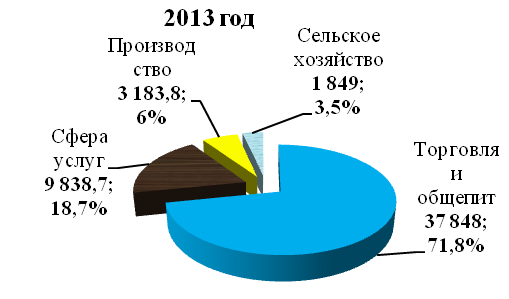 2013 год
Производ
ство
3 183,8;
6%
Сельское
хозяйство
1 849;
3,5%
Сфера
услуг
9 838,7;
18,7%
Торговля
и
общепит
37 848;
71,8%